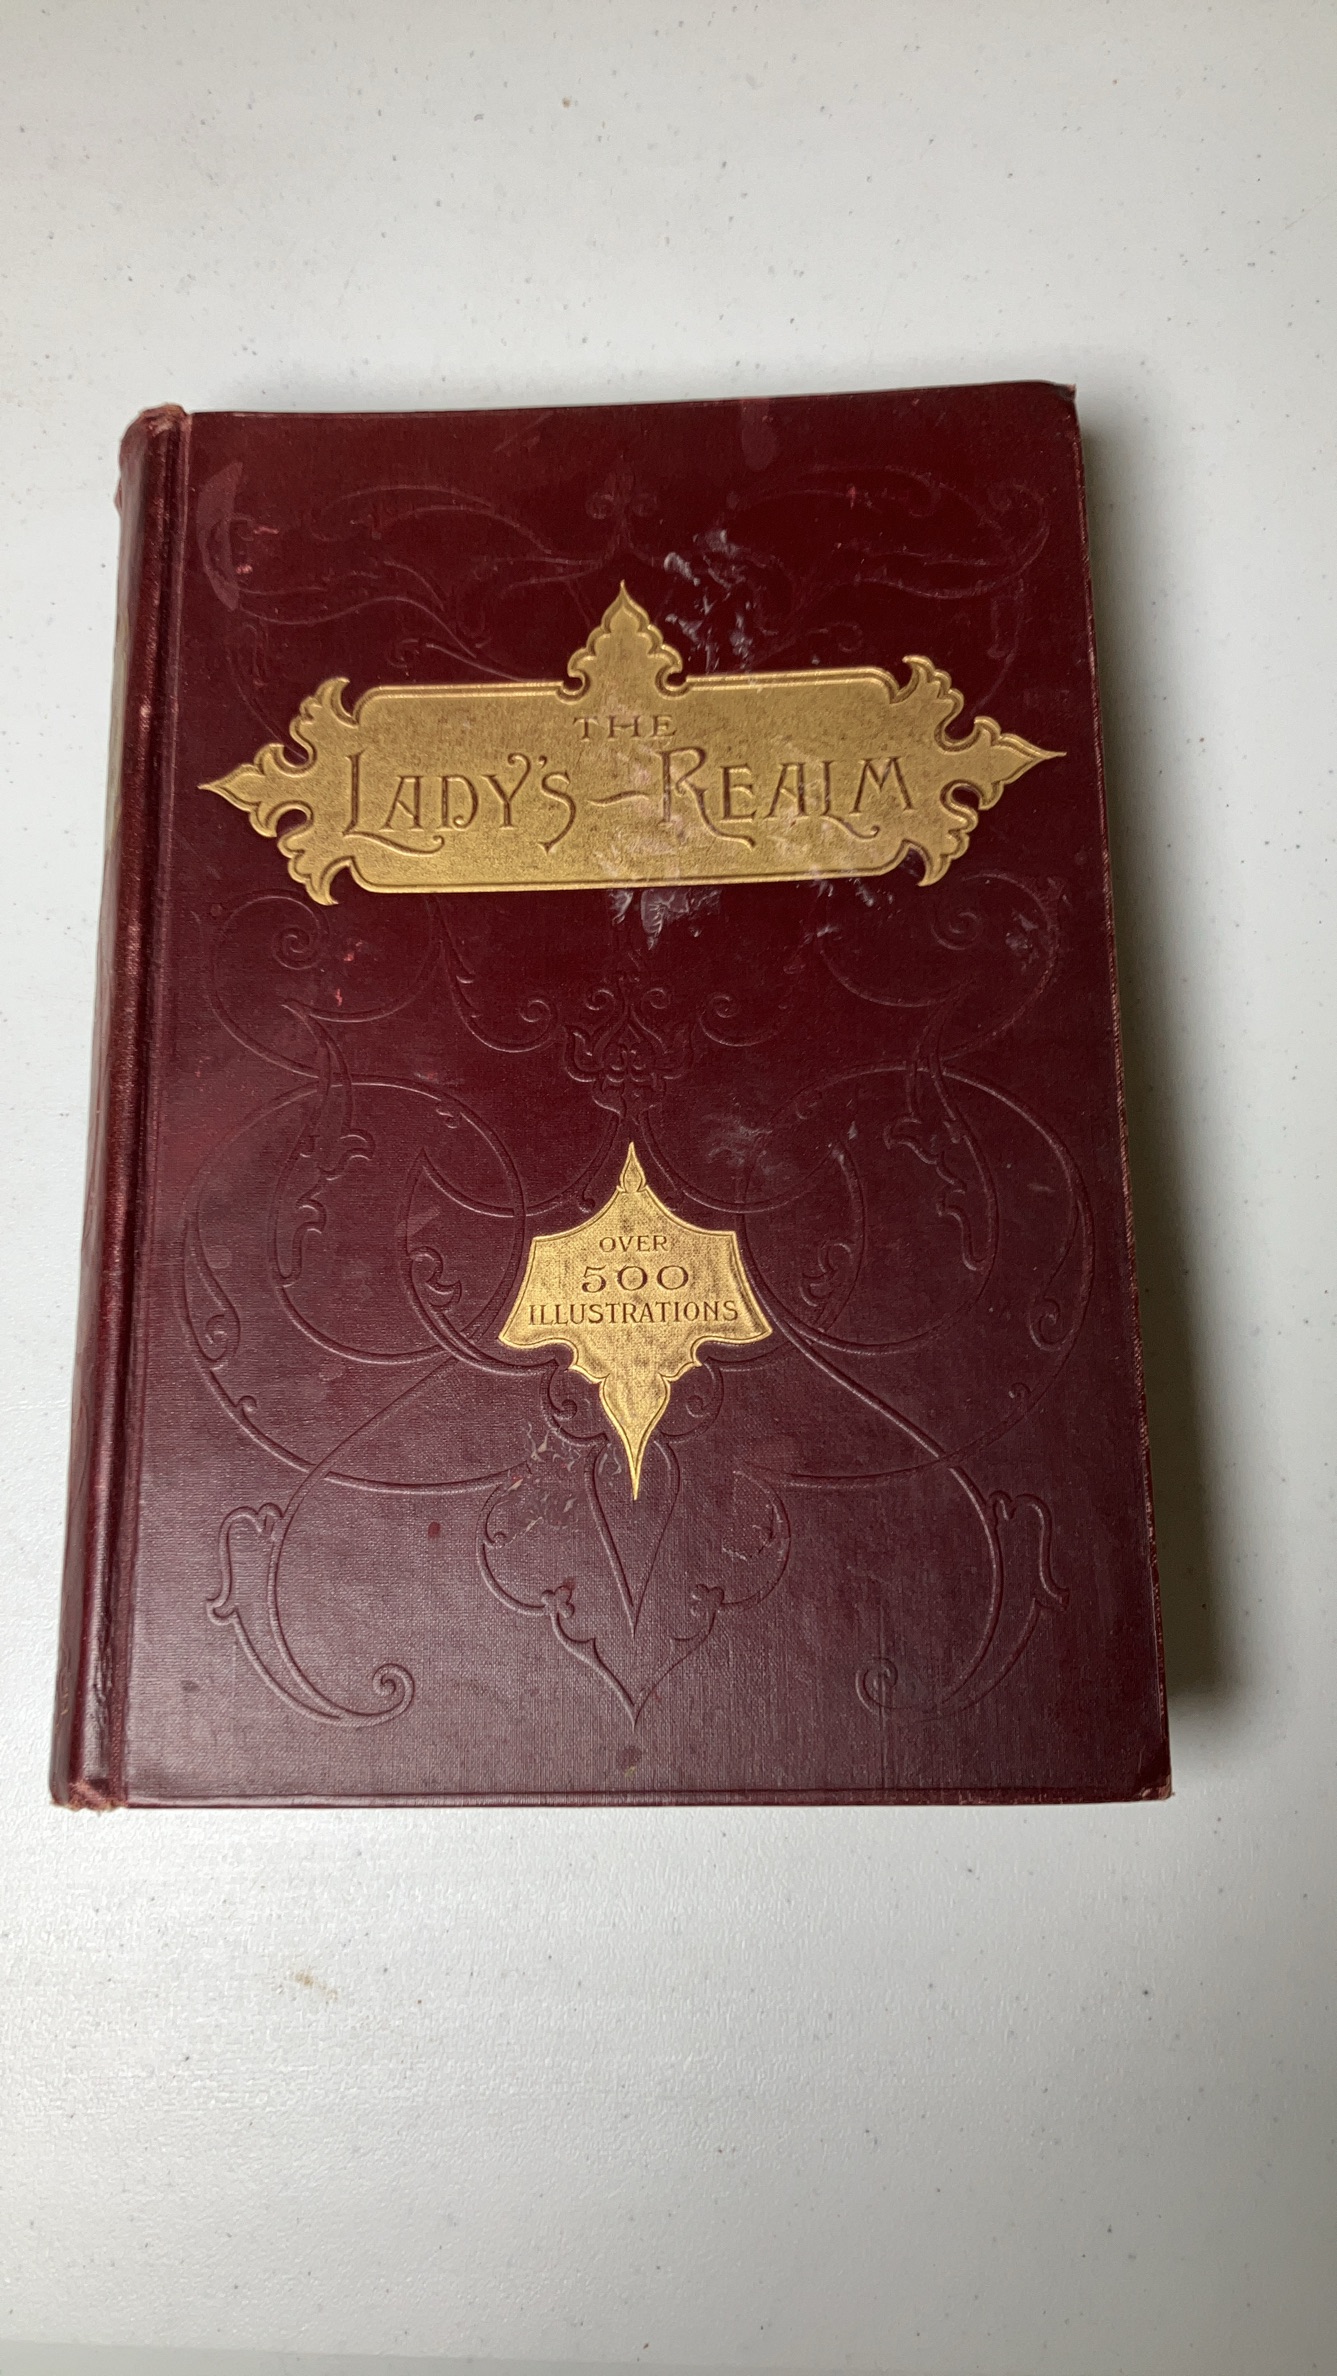 THE
LADY'S REALM
OVER
500
ILLUSTRATIONS